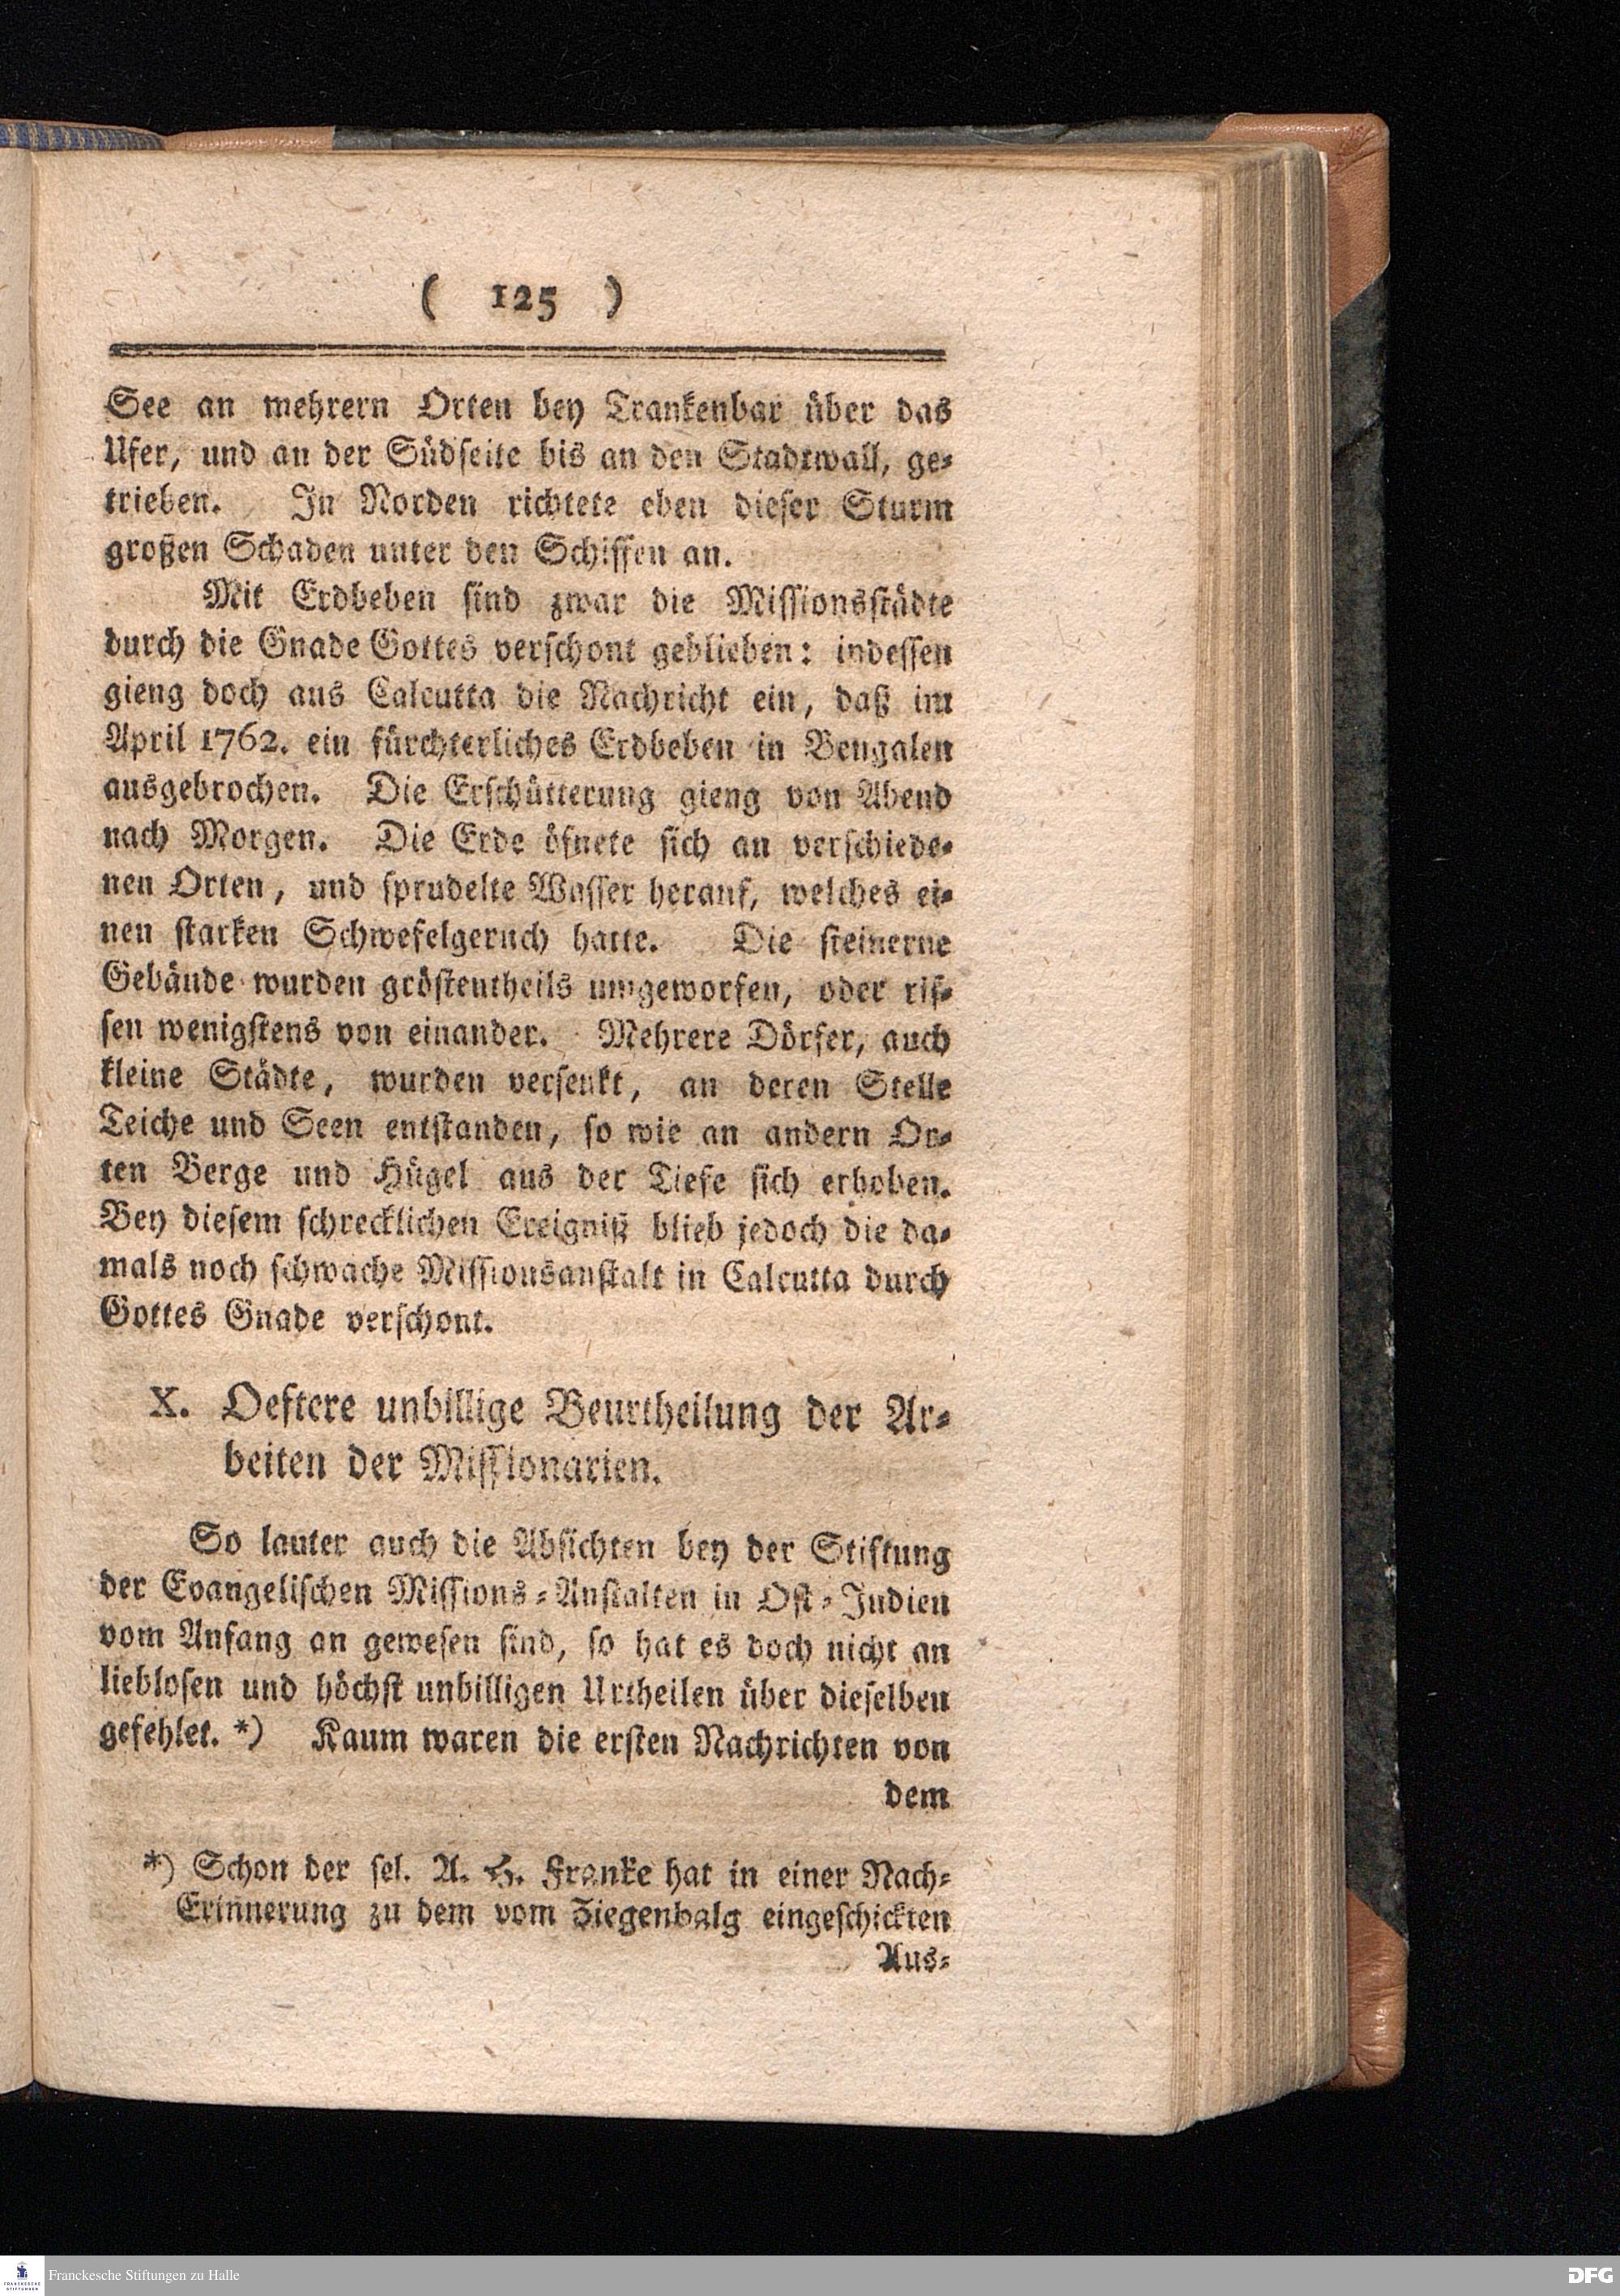 ( 125 )
See an mehrern Orten bey Trankenbar über das
Ufer, und an der Südseite bis an den Stadtwall, ge-
trieben. In Norden richtete eben dieser Sturm
großen Schaden unter den Schiffen an.
Mit Erdbeben sind zwar die Missionsstädte
durch die Gnade Gottes verschont geblieben: indessen
gieng doch aus Calcutta die Nachricht ein, daß im
April 1762. ein fürchterliches Erdbeben in Bengalen
ausgebrochen. Die Erschütterung gieng von Abend
nach Morgen. Die Erde öfnete sich an verschiede-
nen Orten, und sprudelte Wasser herauf, welches ei-
nen starken Schwefelgeruch hatte. Die steinerne
Gebäude wurden gröstentheils umgeworfen, oder ris-
sen wenigstens von einander. Mehrere Dörfer, auch
kleine Städte, wurden versenkt, an deren Stelle
Teiche und Seen entstanden, so wie an andern Or-
ten Berge und Hügel aus der Tiefe sich erhoben.
Bey diesem schrecklichen Ereigniß blieb jedoch die da-
mals noch schwache Missionsanstalt in Calcutta durch
Gottes Gnade verschont.
X. Oeftere unbillige Beurtheilung der Ar-
beiten der Missionarien.
So lauter auch die Absichten bey der Stiftung
der Evangelischen Missions-Anstalten in Ost-Indien
vom Anfang an gewesen sind, so hat es doch nicht an
lieblosen und höchst unbilligen Urtheilen über dieselben
gefehlet. *) Kaum waren die ersten Nachrichten von
dem
*) Schon der sel. A. H. Franke hat in einer Nach-
Erinnerung zu dem vom Ziegenbalg eingeschickten
Aus-
FRANCKESCHE STIFTUNGEN
Franckesche Stiftungen zu Halle
DFG